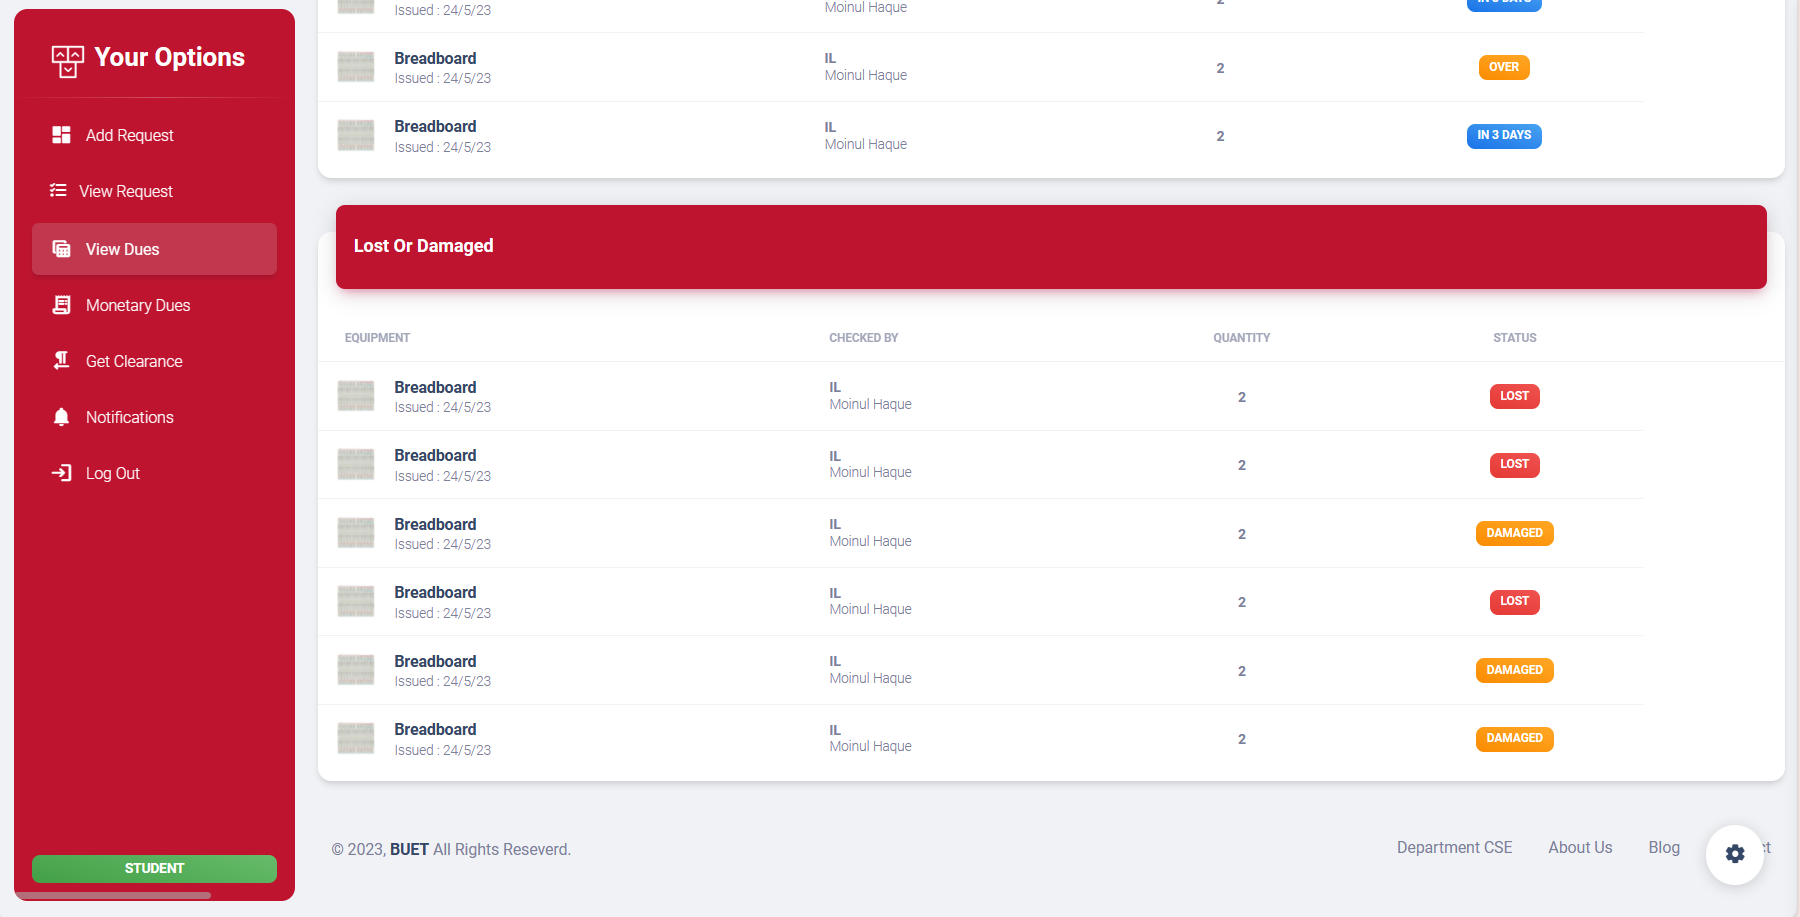 Your Options
Add Request
View Request
View Dues
Monetary Dues
Get Clearance
Notifications
Log Out
STUDENT
Issued : 24/5/23 Moinul Haque 2 IN 3 DAYS
Breadboard IL
Issued : 24/5/23 Moinul Haque 2 OVER
Breadboard IL
Issued : 24/5/23 Moinul Haque 2 IN 3 DAYS
Lost Or Damaged
EQUIPMENT CHECKED BY QUANTITY STATUS
Breadboard IL
Issued : 24/5/23 Moinul Haque 2 LOST
Breadboard IL
Issued : 24/5/23 Moinul Haque 2 LOST
Breadboard IL
Issued : 24/5/23 Moinul Haque 2 DAMAGED
Breadboard IL
Issued : 24/5/23 Moinul Haque 2 LOST
Breadboard IL
Issued : 24/5/23 Moinul Haque 2 DAMAGED
Breadboard IL
Issued : 24/5/23 Moinul Haque 2 DAMAGED
© 2023, BUET All Rights Reseverd.
Department CSE About Us Blog